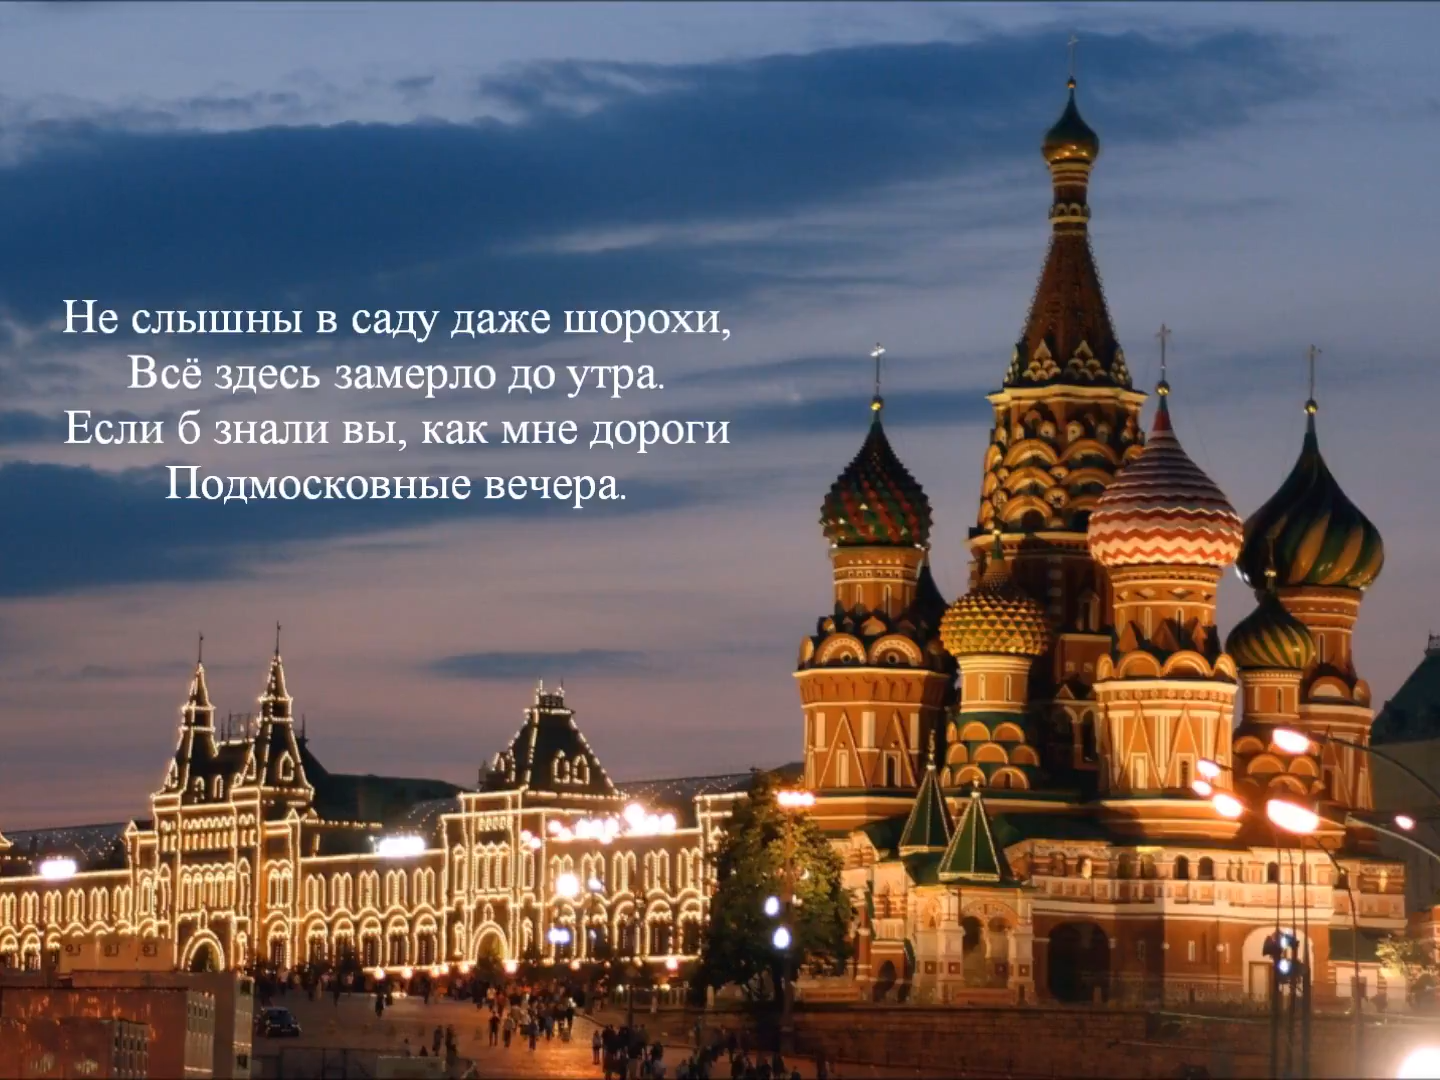 Не слышны в саду даже шорохи,
Всё здесь замерло до утра.
Если б знали вы, как мне дороги
Подмосковные вечера.